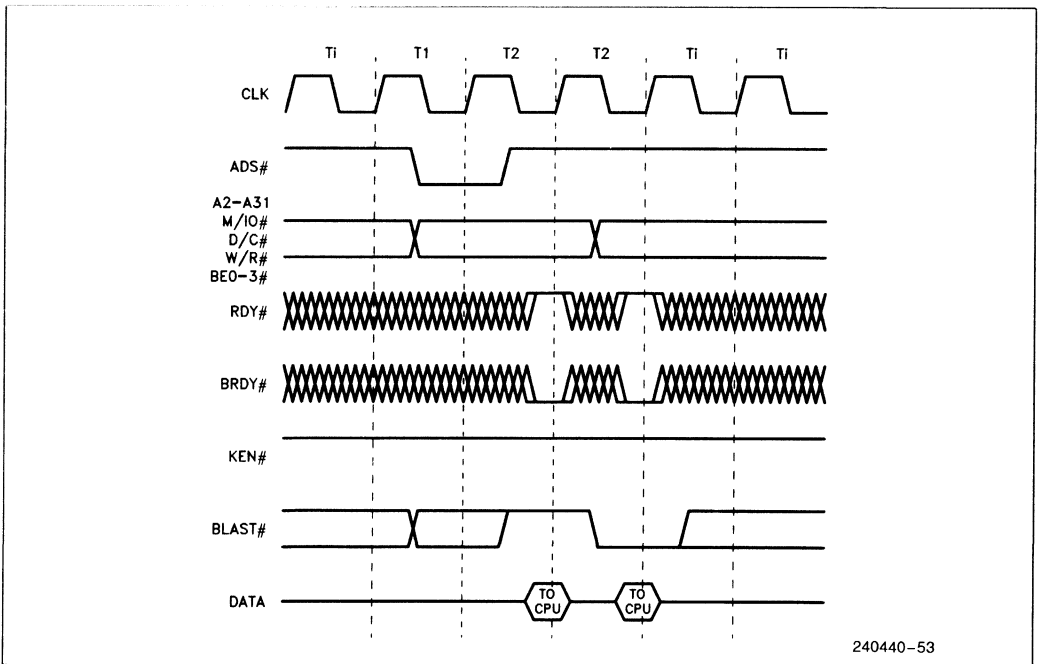 Ti T1 T2 T2 Ti Ti
CLK
ADS#
A2-A31
M/IO#
D/C#
W/R#
BE0-3#
RDY#
BRDY#
KEN#
BLAST#
DATA
TO CPU
TO CPU
240440-53